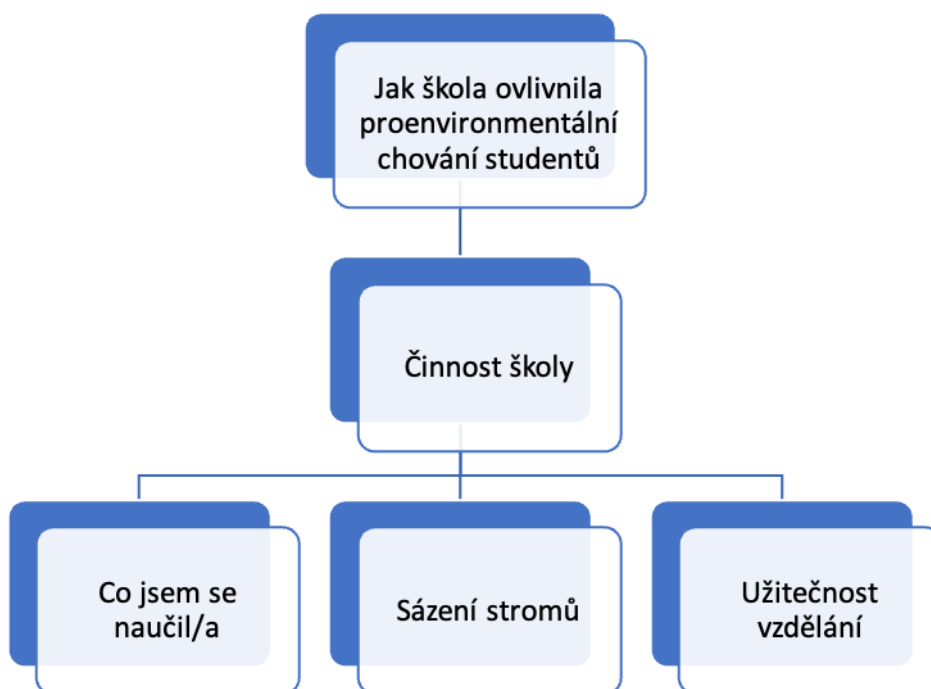 Jak škola ovlivnila
proenvironmentální
chování studentů
Činnost školy
Co jsem se
naučil/a
Sázení stromů
Užitečnost
vzdělání